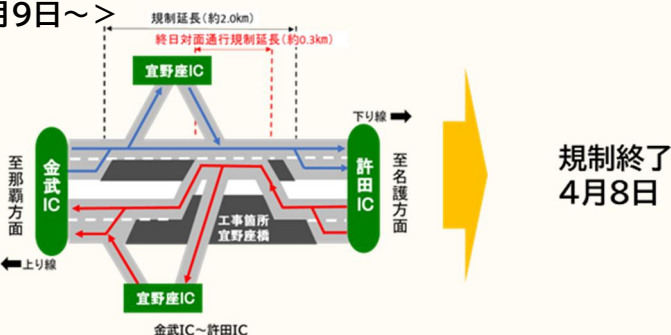 月9日～＞
規制延長（約2.0km）
終日対面通行規制延長（約0.3km）
宜野座IC
下り線
至那覇方面
金武IC
許田IC
至名護方面
工事箇所
宜野座橋
上り線
宜野座IC
金武IC～許田IC
規制終了
4月8日